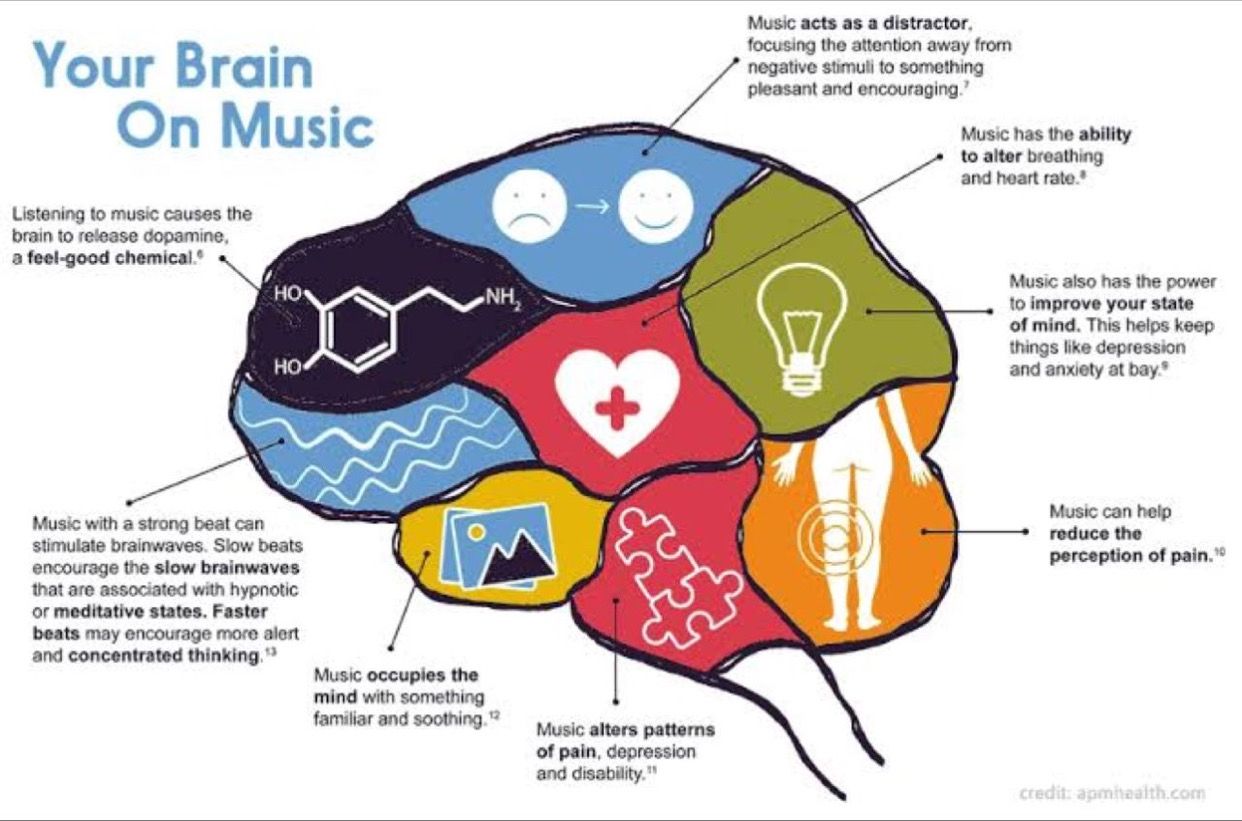 Your Brain
On Music
Music acts as a distractor,
focusing the attention away from
negative stimuli to something
pleasant and encouraging.⁷
Music has the ability
to alter breathing
and heart rate.⁸
Listening to music causes the
brain to release dopamine,
a feel-good chemical.⁶
HO
HO
NH₂
Music also has the power
to improve your state
of mind. This helps keep
things like depression
and anxiety at bay.⁹
Music can help
reduce the
perception of pain.¹⁰
Music with a strong beat can
stimulate brainwaves. Slow beats
encourage the slow brainwaves
that are associated with hypnotic
or meditative states. Faster
beats may encourage more alert
and concentrated thinking.¹³
Music occupies the
mind with something
familiar and soothing.¹²
Music alters patterns
of pain, depression
and disability.¹¹
credit: apmhealth.com